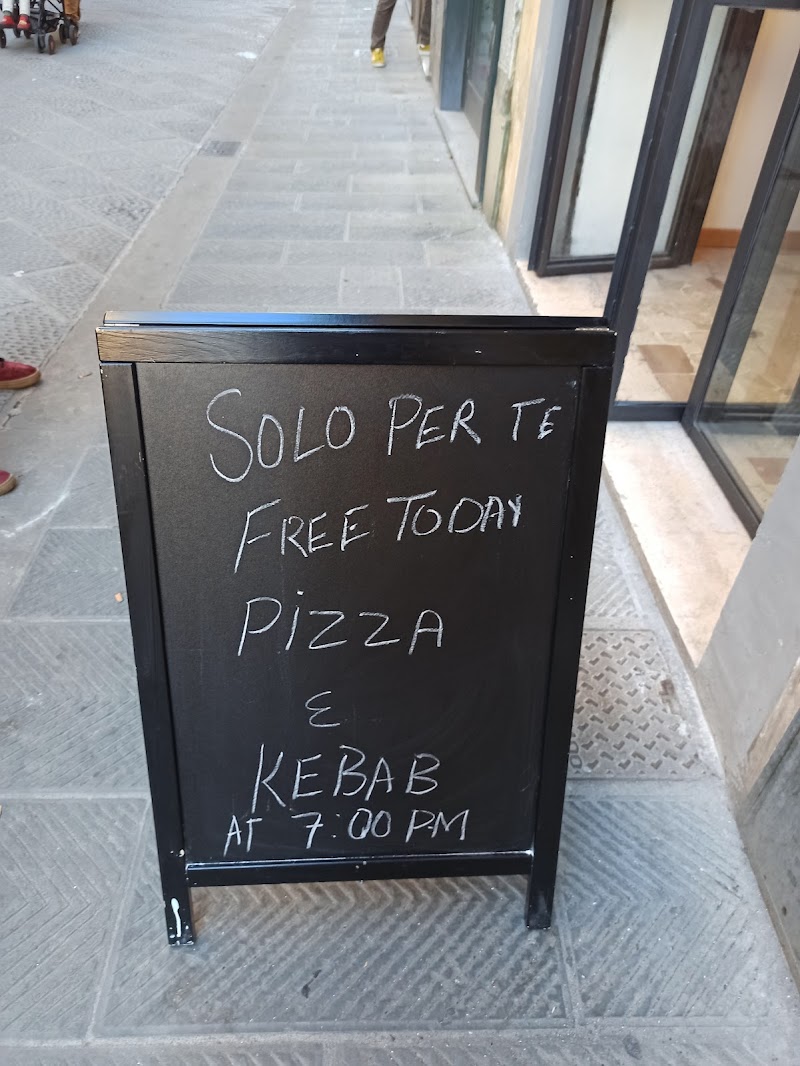 SOLO PER TE
FREE TODAY
PiZZA
E
KEBAB
AT 7:00 PM